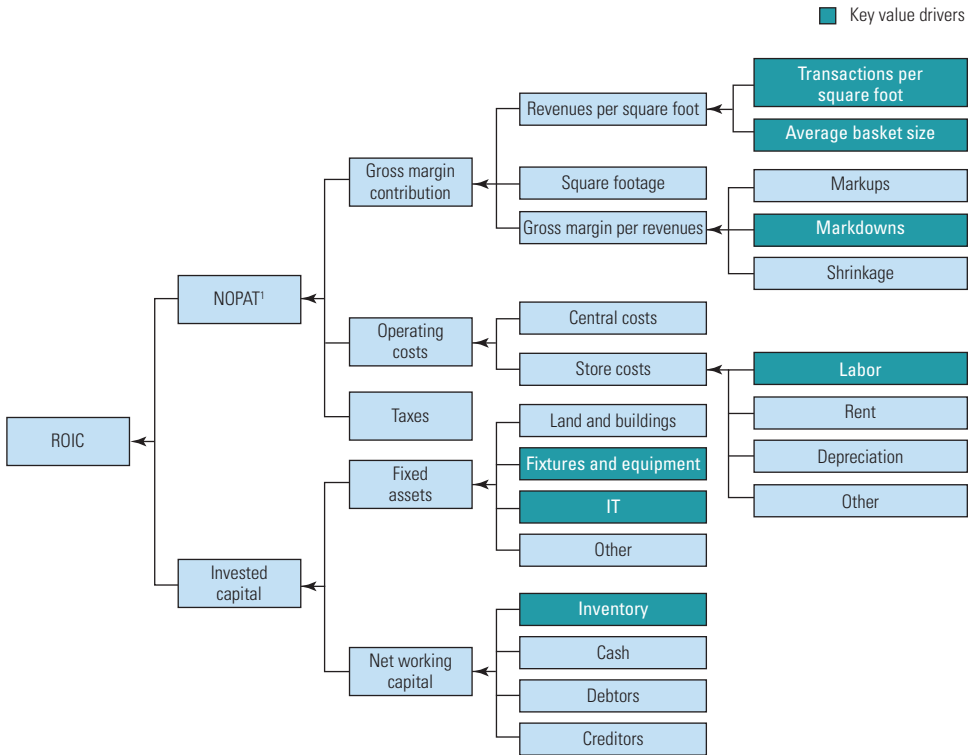 Key value drivers
Transactions per
square foot
Revenues per square foot
Average basket size
Gross margin
contribution
Square footage
Markups
Gross margin per revenues
Markdowns
Shrinkage
NOPAT¹
Operating
costs
Central costs
Store costs
Labor
Rent
Taxes
Land and buildings
ROIC
Depreciation
Fixed
assets
Fixtures and equipment
IT
Other
Other
Invested
capital
Inventory
Cash
Net working
capital
Debtors
Creditors